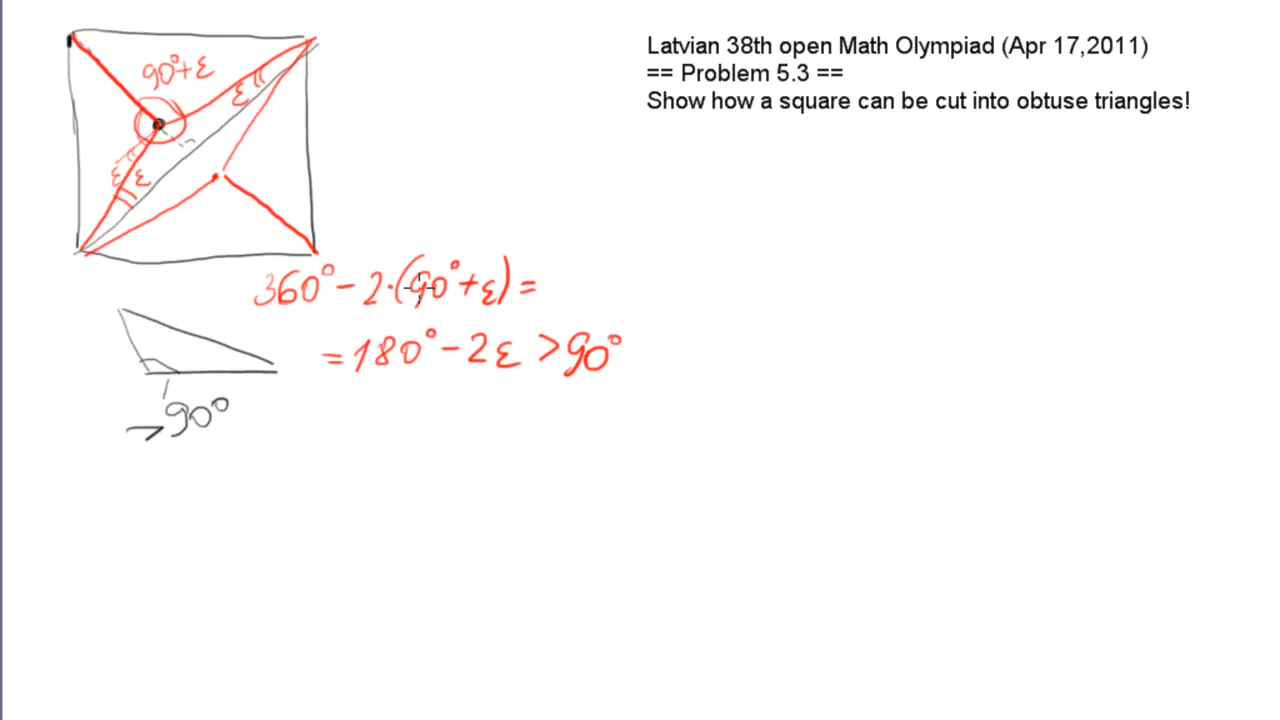 Latvian 38th open Math Olympiad (Apr 17,2011)
== Problem 5.3 ==
Show how a square can be cut into obtuse triangles!
90°+ε
ε
ε
ε
360° - 2·(90°+ε) =
= 180° - 2ε > 90°
>90°